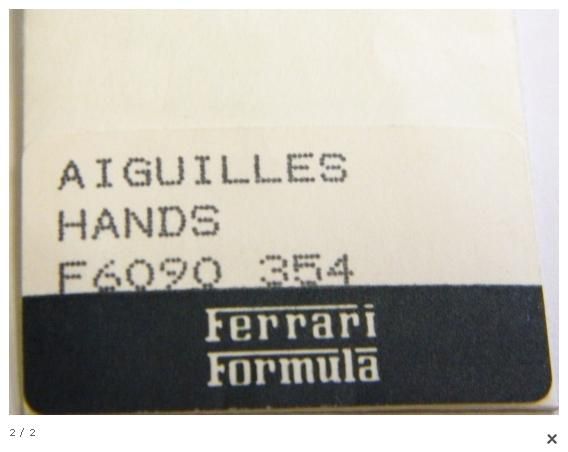 AIGUILLES
HANDS
F6090 354
Ferrari
Formula
2 / 2
×